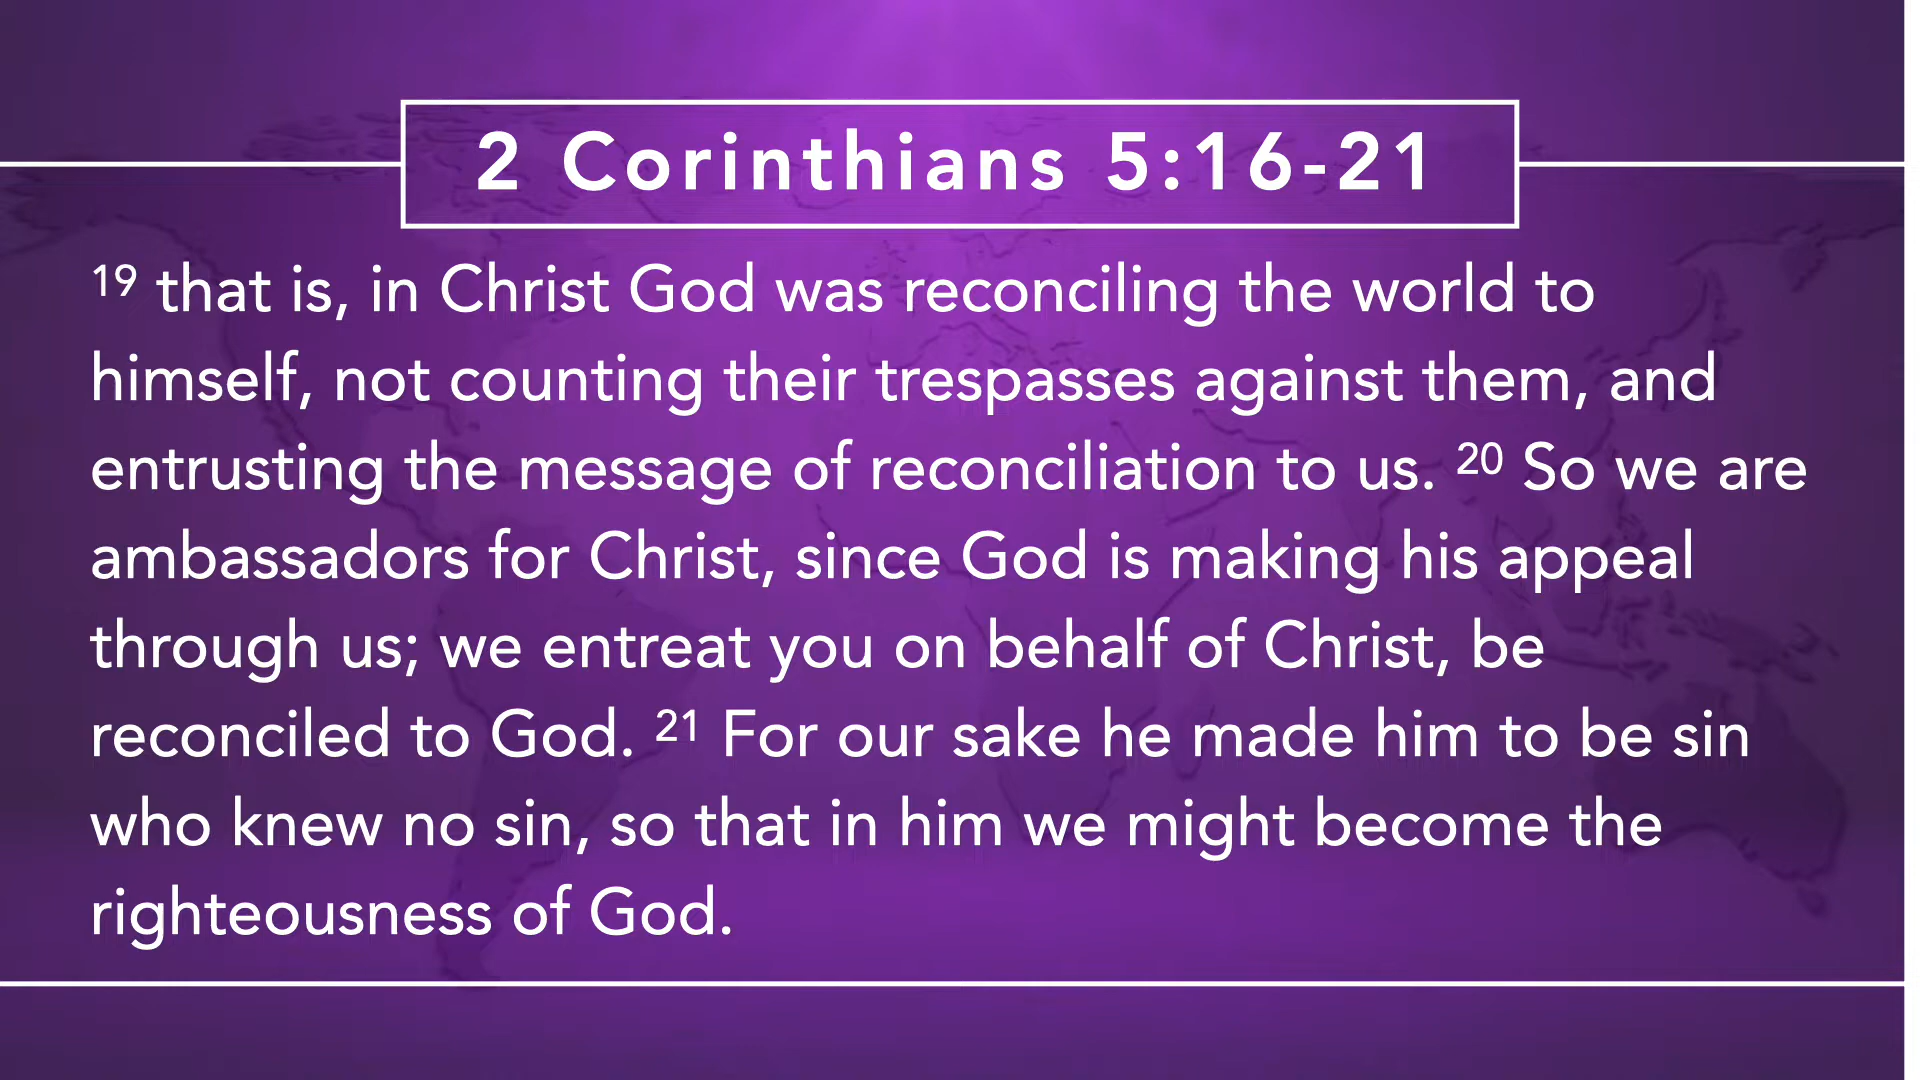 2 Corinthians 5:16-21
19 that is, in Christ God was reconciling the world to
himself, not counting their trespasses against them, and
entrusting the message of reconciliation to us. 20 So we are
ambassadors for Christ, since God is making his appeal
through us; we entreat you on behalf of Christ, be
reconciled to God. 21 For our sake he made him to be sin
who knew no sin, so that in him we might become the
righteousness of God.